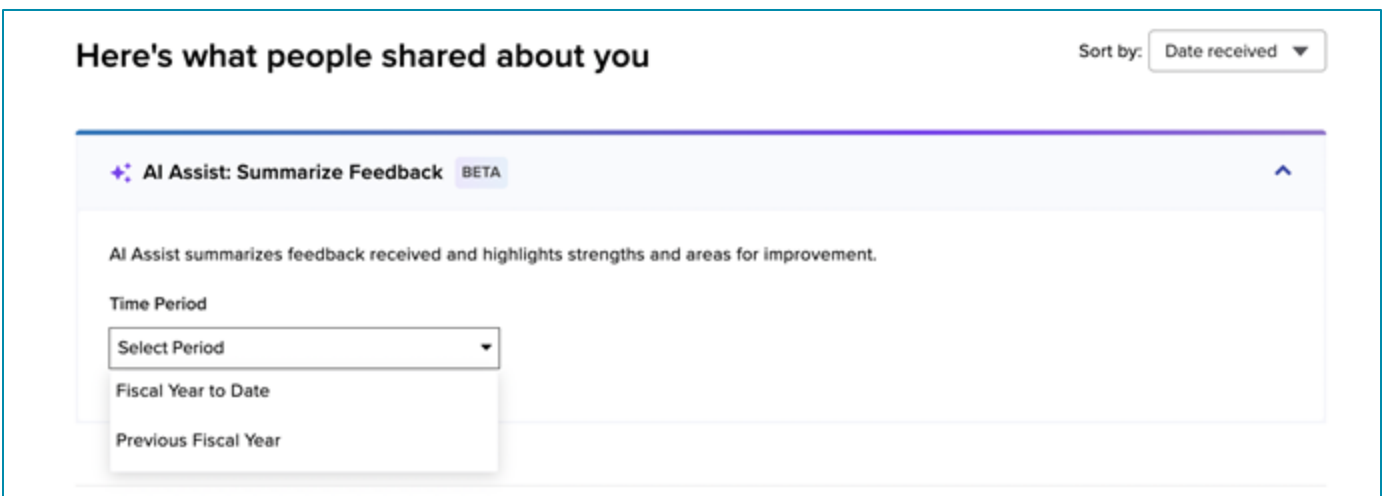 Here's what people shared about you
Sort by: Date received
AI Assist: Summarize Feedback BETA
AI Assist summarizes feedback received and highlights strengths and areas for improvement.
Time Period
Select Period
Fiscal Year to Date
Previous Fiscal Year